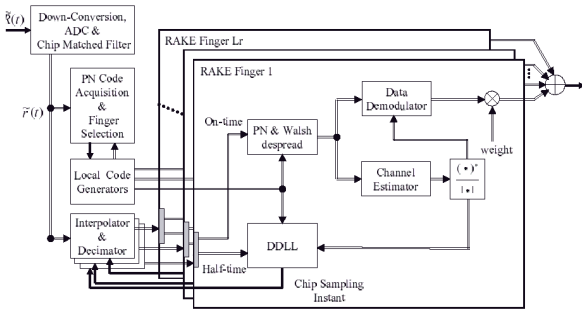 r̃(t)
Down-Conversion,
ADC &
Chip Matched Filter
RAKE Finger Lr
RAKE Finger 1
PN Code
Acquisition
&
Finger
Selection
r̃(t)
On-time
PN & Walsh
despread
Data
Demodulator
weight
Local Code
Generators
Channel
Estimator
(•)*
|•|
Interpolator
&
Decimator
DDLL
Half-time
Chip Sampling
Instant